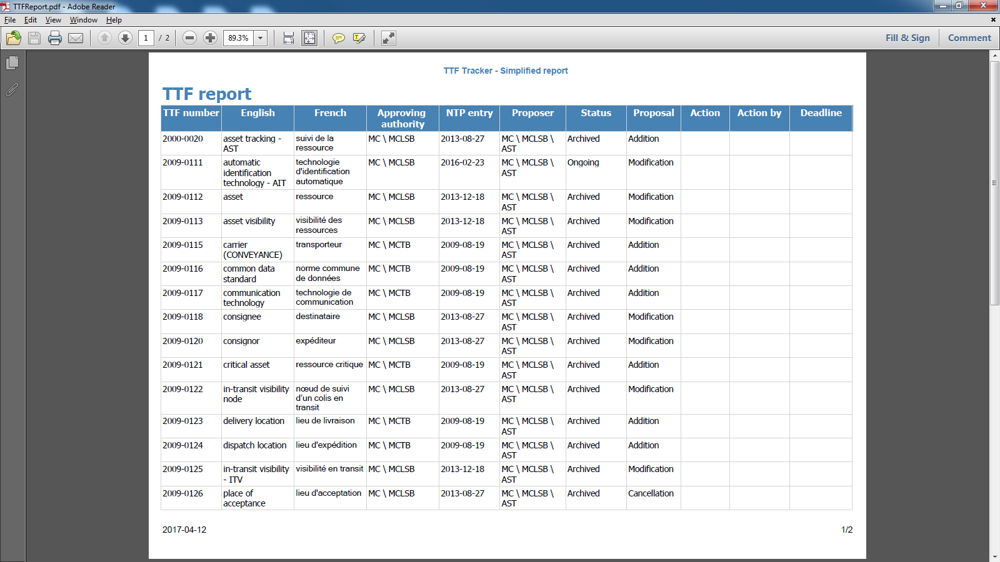 TTFReport.pdf - Adobe Reader
File Edit View Window Help
1 / 2 89.3% Fill & Sign Comment
TTF Tracker - Simplified report
TTF report
TTF number English French Approving authority NTP entry Proposer Status Proposal Action Action by Deadline
2000-0020 asset tracking - AST suivi de la ressource MC \ MCLSB 2013-08-27 MC \ MCLSB \ AST Archived Addition
2009-0111 automatic identification technology - AIT technologie d'identification automatique MC \ MCLSB 2016-02-23 MC \ MCLSB \ AST Ongoing Modification
2009-0112 asset ressource MC \ MCLSB 2013-12-18 MC \ MCLSB \ AST Archived Modification
2009-0113 asset visibility visibilité des ressources MC \ MCLSB 2013-12-18 MC \ MCLSB \ AST Archived Modification
2009-0115 carrier (CONVEYANCE) transporteur MC \ MCTB 2009-08-19 MC \ MCLSB \ AST Archived Addition
2009-0116 common data standard norme commune de données MC \ MCTB 2009-08-19 MC \ MCLSB \ AST Archived Addition
2009-0117 communication technology technologie de communication MC \ MCTB 2009-08-19 MC \ MCLSB \ AST Archived Addition
2009-0118 consignee destinataire MC \ MCLSB 2013-08-27 MC \ MCLSB \ AST Archived Modification
2009-0120 consignor expéditeur MC \ MCLSB 2013-08-27 MC \ MCLSB \ AST Archived Modification
2009-0121 critical asset ressource critique MC \ MCTB 2009-08-19 MC \ MCLSB \ AST Archived Addition
2009-0122 in-transit visibility node nœud de suivi d’un colis en transit MC \ MCLSB 2013-08-27 MC \ MCLSB \ AST Archived Modification
2009-0123 delivery location lieu de livraison MC \ MCTB 2009-08-19 MC \ MCLSB \ AST Archived Addition
2009-0124 dispatch location lieu d'expédition MC \ MCTB 2009-08-19 MC \ MCLSB \ AST Archived Addition
2009-0125 in-transit visibility - ITV visibilité en transit MC \ MCLSB 2013-12-18 MC \ MCLSB \ AST Archived Modification
2009-0126 place of acceptance lieu d'acceptation MC \ MCLSB 2013-08-27 MC \ MCLSB \ AST Archived Cancellation
2017-04-12 1/2